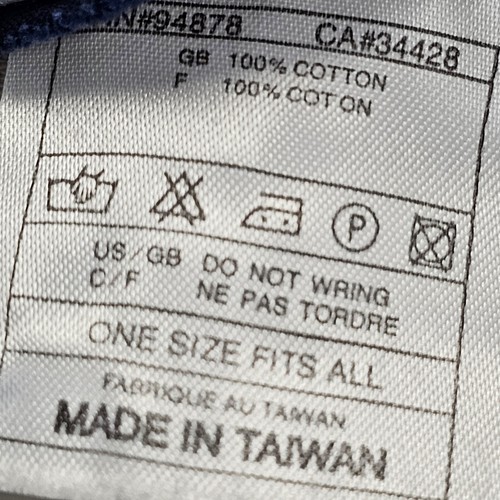 N#94878 CA#34428
GB 100% COTTON
F 100% COT ON
P
US/GB DO NOT WRING
C/F NE PAS TORDRE
ONE SIZE FITS ALL
FABRIQUE AU TAIWAN
MADE IN TAIWAN